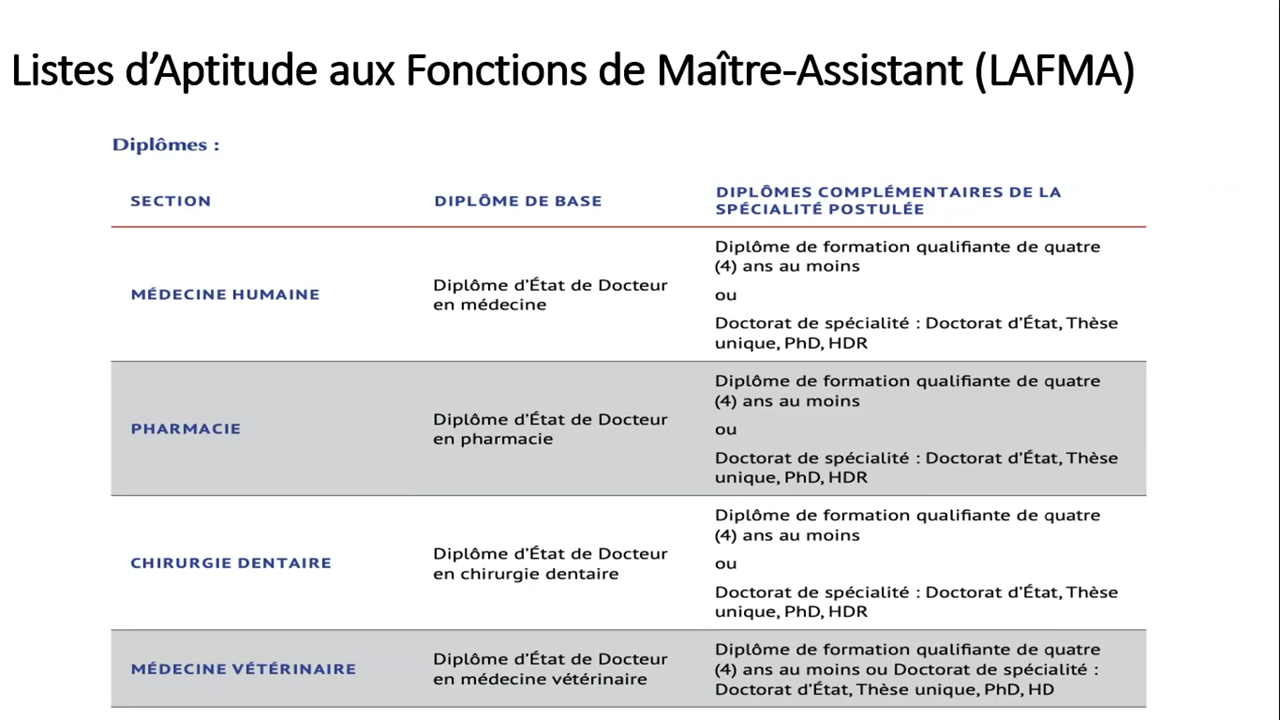 Listes d’Aptitude aux Fonctions de Maître-Assistant (LAFMA)
Diplômes :
SECTION
DIPLÔME DE BASE
DIPLÔMES COMPLÉMENTAIRES DE LA
SPÉCIALITÉ POSTULÉE
MÉDECINE HUMAINE
Diplôme d’État de Docteur
en médecine
Diplôme de formation qualifiante de quatre
(4) ans au moins
ou
Doctorat de spécialité : Doctorat d’État, Thèse
unique, PhD, HDR
PHARMACIE
Diplôme d’État de Docteur
en pharmacie
Diplôme de formation qualifiante de quatre
(4) ans au moins
ou
Doctorat de spécialité : Doctorat d’État, Thèse
unique, PhD, HDR
CHIRURGIE DENTAIRE
Diplôme d’État de Docteur
en chirurgie dentaire
Diplôme de formation qualifiante de quatre
(4) ans au moins
ou
Doctorat de spécialité : Doctorat d’État, Thèse
unique, PhD, HDR
MÉDECINE VÉTÉRINAIRE
Diplôme d’État de Docteur
en médecine vétérinaire
Diplôme de formation qualifiante de quatre
(4) ans au moins ou Doctorat de spécialité :
Doctorat d’État, Thèse unique, PhD, HD